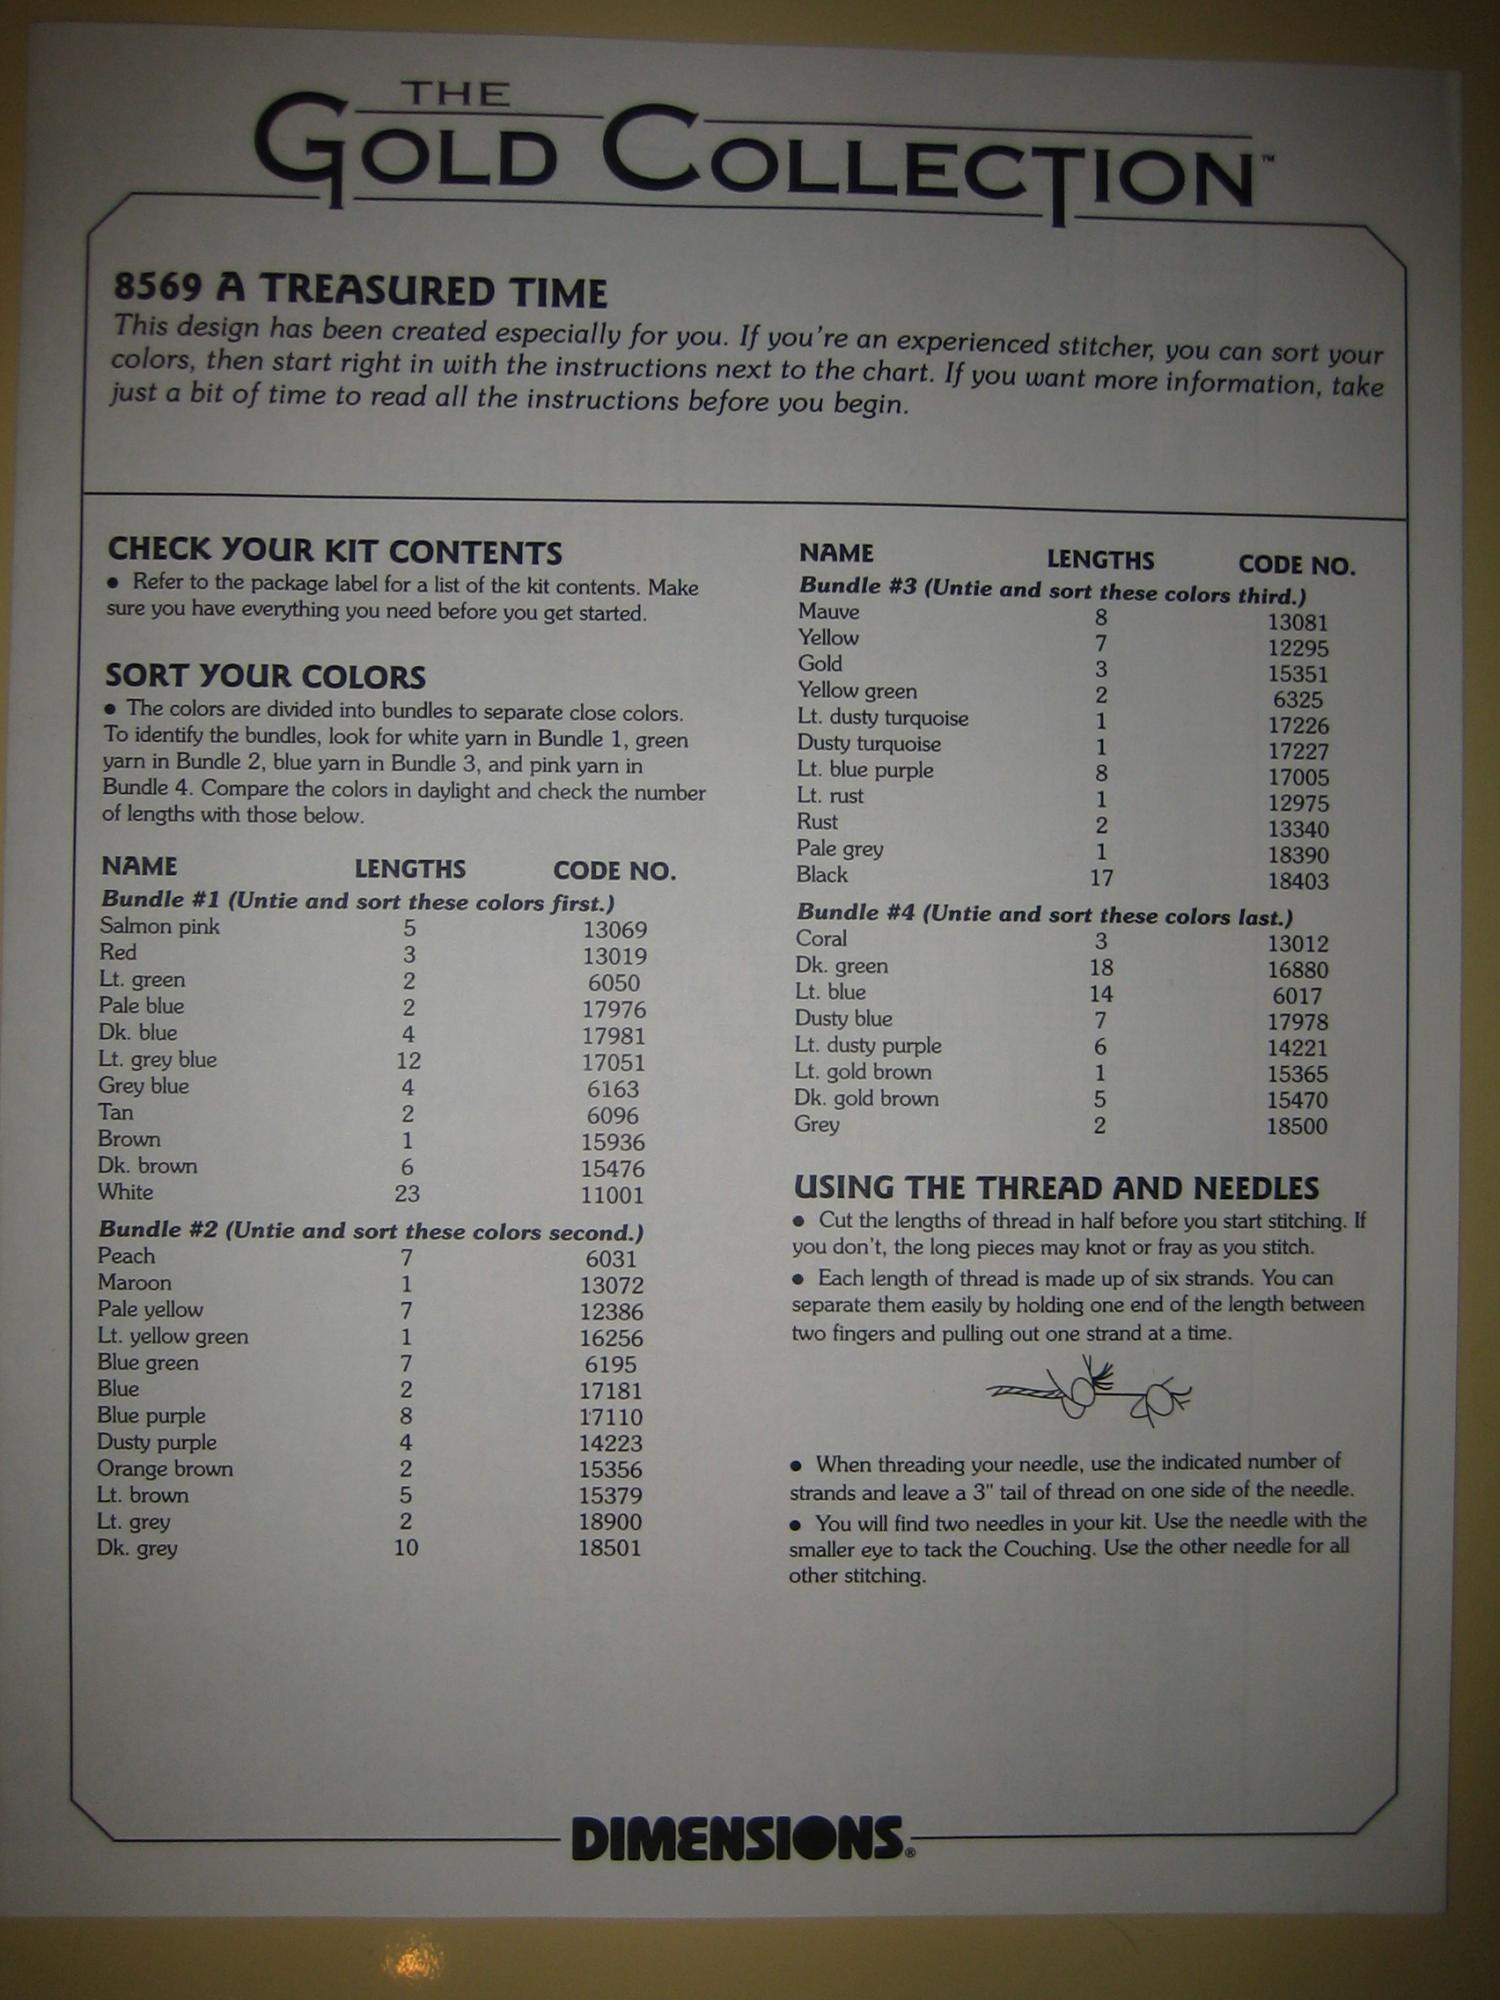 THE
GOLD COLLECTION™
8569 A TREASURED TIME
This design has been created especially for you. If you're an experienced stitcher, you can sort your
colors, then start right in with the instructions next to the chart. If you want more information, take
just a bit of time to read all the instructions before you begin.
CHECK YOUR KIT CONTENTS
● Refer to the package label for a list of the kit contents. Make
sure you have everything you need before you get started.
SORT YOUR COLORS
● The colors are divided into bundles to separate close colors.
To identify the bundles, look for white yarn in Bundle 1, green
yarn in Bundle 2, blue yarn in Bundle 3, and pink yarn in
Bundle 4. Compare the colors in daylight and check the number
of lengths with those below.
NAME LENGTHS CODE NO.
Bundle #1 (Untie and sort these colors first.)
Salmon pink 5 13069
Red 3 13019
Lt. green 2 6050
Pale blue 2 17976
Dk. blue 4 17981
Lt. grey blue 12 17051
Grey blue 4 6163
Tan 2 6096
Brown 1 15936
Dk. brown 6 15476
White 23 11001
Bundle #2 (Untie and sort these colors second.)
Peach 7 6031
Maroon 1 13072
Pale yellow 7 12386
Lt. yellow green 1 16256
Blue green 7 6195
Blue 2 17181
Blue purple 8 17110
Dusty purple 4 14223
Orange brown 2 15356
Lt. brown 5 15379
Lt. grey 2 18900
Dk. grey 10 18501
NAME LENGTHS CODE NO.
Bundle #3 (Untie and sort these colors third.)
Mauve 8 13081
Yellow 7 12295
Gold 3 15351
Yellow green 2 6325
Lt. dusty turquoise 1 17226
Dusty turquoise 1 17227
Lt. blue purple 8 17005
Lt. rust 1 12975
Rust 2 13340
Pale grey 1 18390
Black 17 18403
Bundle #4 (Untie and sort these colors last.)
Coral 3 13012
Dk. green 18 16880
Lt. blue 14 6017
Dusty blue 7 17978
Lt. dusty purple 6 14221
Lt. gold brown 1 15365
Dk. gold brown 5 15470
Grey 2 18500
USING THE THREAD AND NEEDLES
● Cut the lengths of thread in half before you start stitching. If
you don't, the long pieces may knot or fray as you stitch.
● Each length of thread is made up of six strands. You can
separate them easily by holding one end of the length between
two fingers and pulling out one strand at a time.
● When threading your needle, use the indicated number of
strands and leave a 3" tail of thread on one side of the needle.
● You will find two needles in your kit. Use the needle with the
smaller eye to tack the Couching. Use the other needle for all
other stitching.
DIMENSIONS®